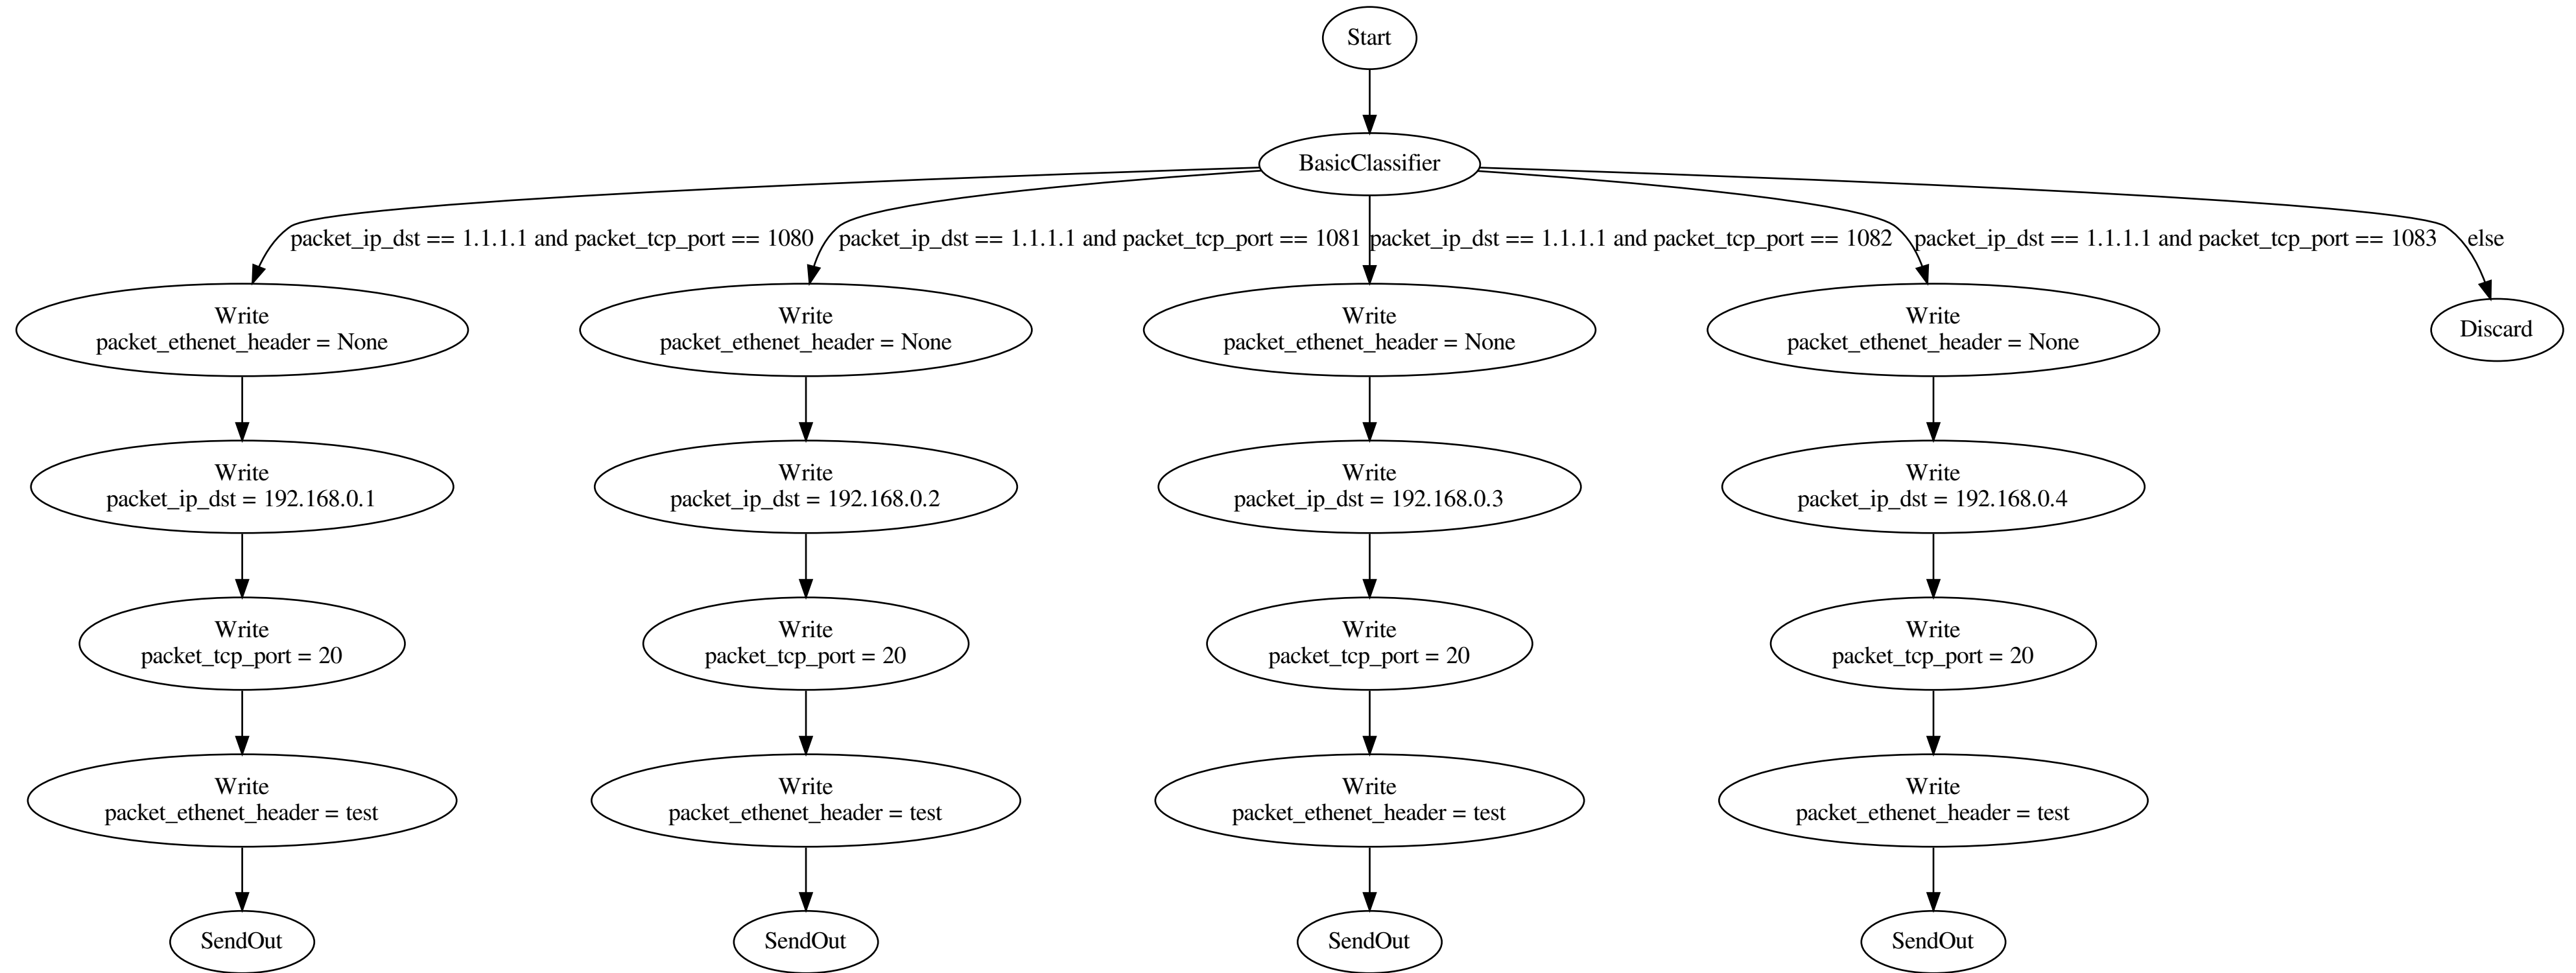 Start
BasicClassifier
packet_ip_dst == 1.1.1.1 and packet_tcp_port == 1080
packet_ip_dst == 1.1.1.1 and packet_tcp_port == 1081
packet_ip_dst == 1.1.1.1 and packet_tcp_port == 1082
packet_ip_dst == 1.1.1.1 and packet_tcp_port == 1083
else
Write
packet_ethenet_header = None
Write
packet_ethenet_header = None
Write
packet_ethenet_header = None
Write
packet_ethenet_header = None
Discard
Write
packet_ip_dst = 192.168.0.1
Write
packet_ip_dst = 192.168.0.2
Write
packet_ip_dst = 192.168.0.3
Write
packet_ip_dst = 192.168.0.4
Write
packet_tcp_port = 20
Write
packet_tcp_port = 20
Write
packet_tcp_port = 20
Write
packet_tcp_port = 20
Write
packet_ethenet_header = test
Write
packet_ethenet_header = test
Write
packet_ethenet_header = test
Write
packet_ethenet_header = test
SendOut
SendOut
SendOut
SendOut